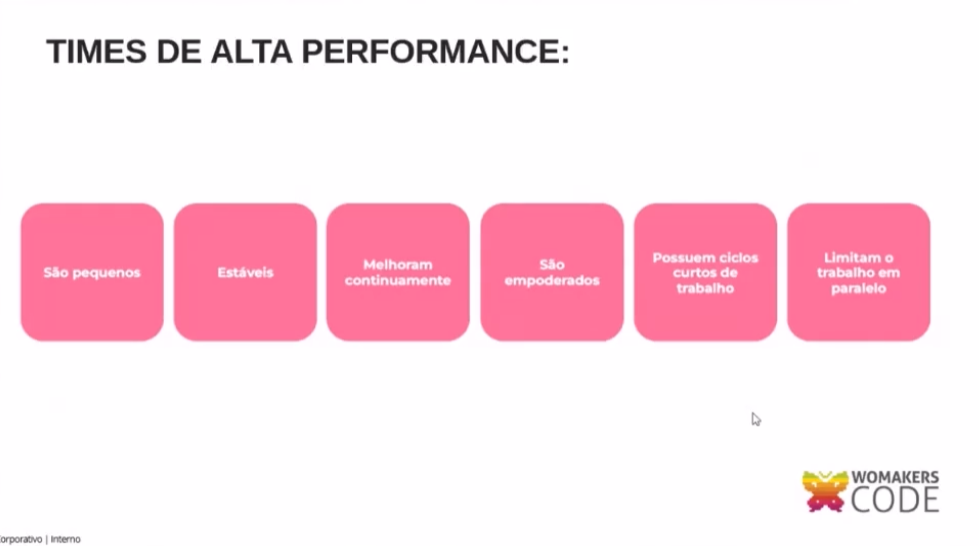 TIMES DE ALTA PERFORMANCE:
São pequenos
Estáveis
Melhoram
continuamente
São
empoderados
Possuem ciclos
curtos de
trabalho
Limitam o
trabalho em
paralelo
WOMAKERS
CODE
orporativo | Interno